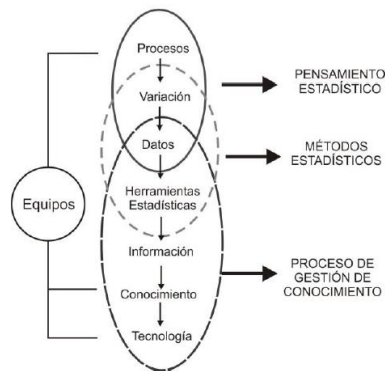 Procesos
PENSAMIENTO
ESTADÍSTICO
Variación
Datos
MÉTODOS
ESTADÍSTICOS
Herramientas
Estadísticas
Equipos
Información
PROCESO DE
GESTIÓN DE
CONOCIMIENTO
Conocimiento
Tecnología